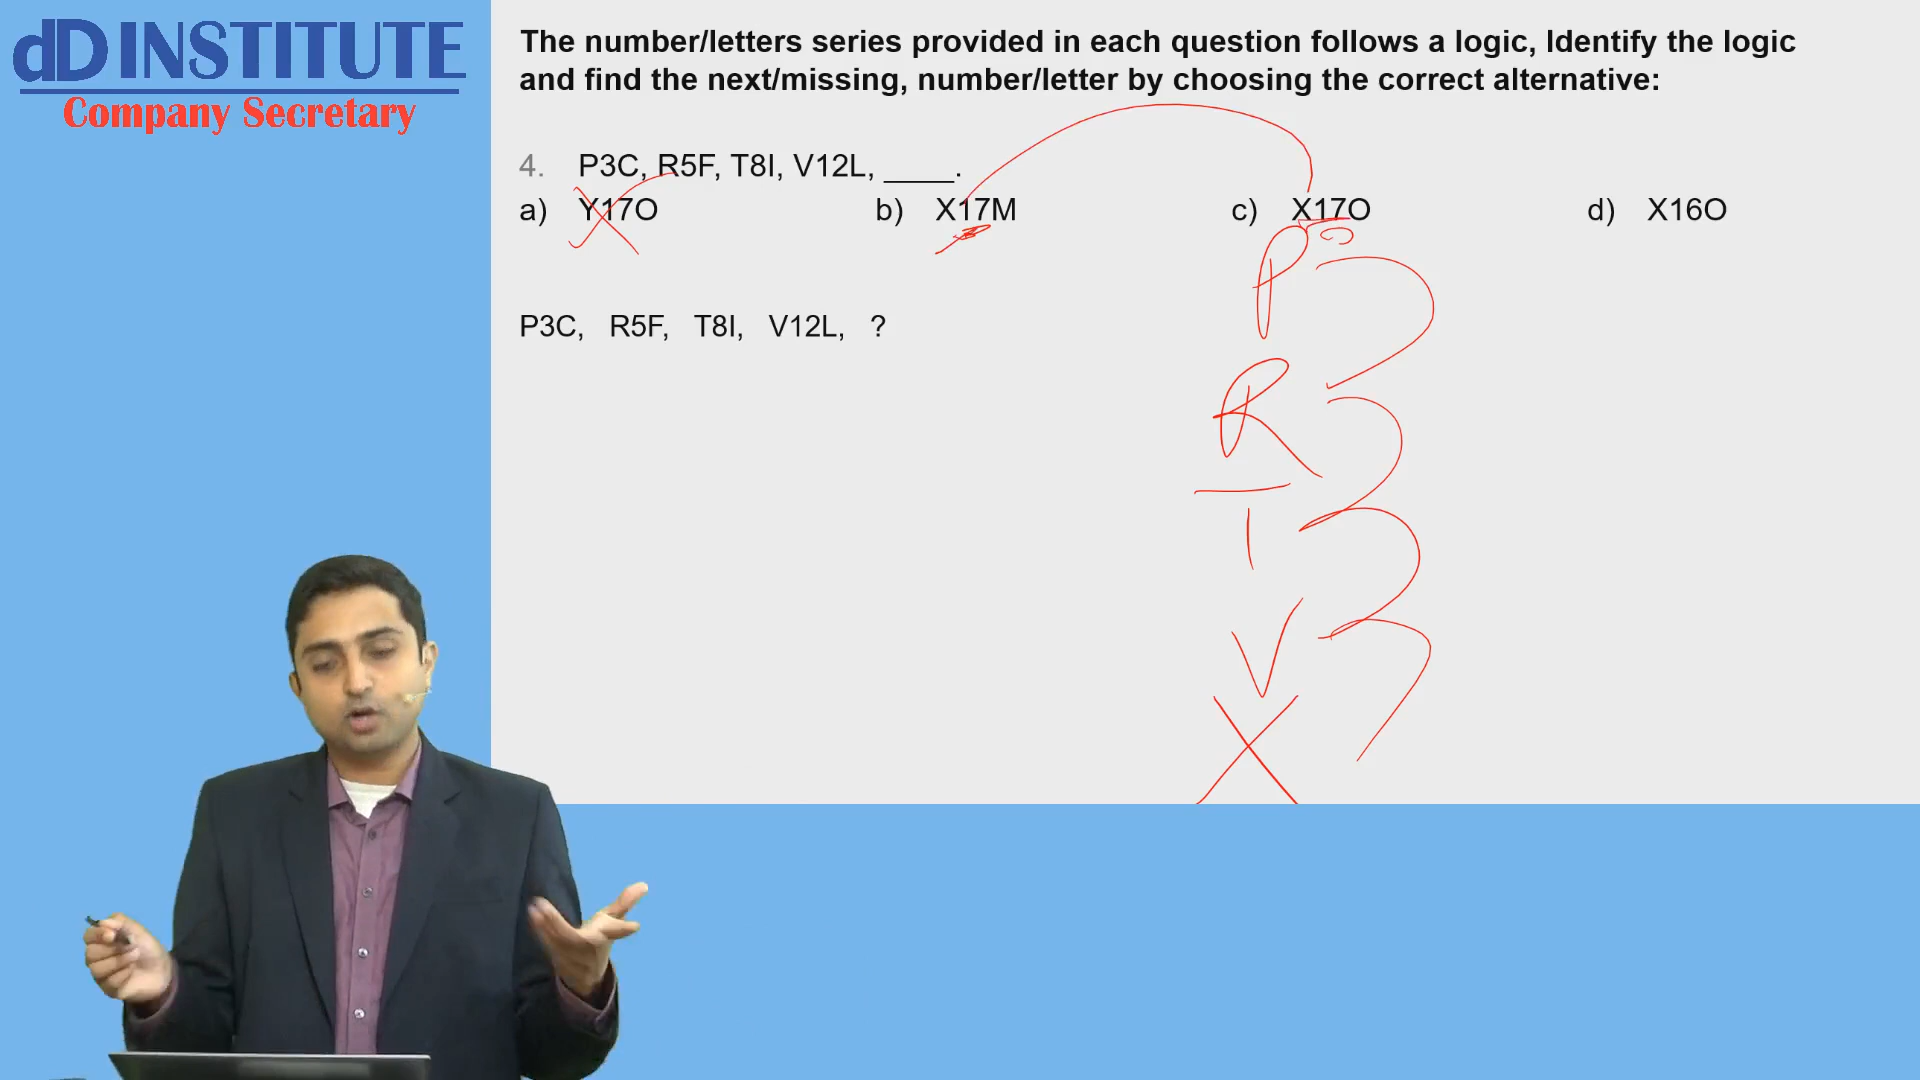 dD INSTITUTE
Company Secretary
The number/letters series provided in each question follows a logic, Identify the logic
and find the next/missing, number/letter by choosing the correct alternative:
4. P3C, R5F, T8I, V12L, ____.
a) Y17O b) X17M c) X17O d) X16O
P3C, R5F, T8I, V12L, ?
P
R
T
V
X